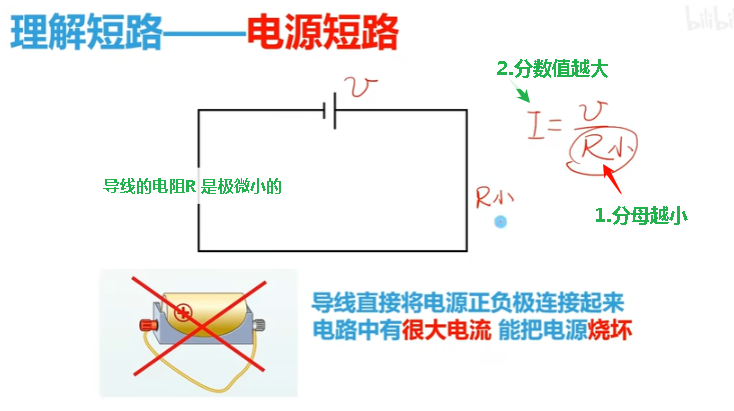 理解短路——电源短路
bilibili
2.分数值越大
U
I=U/R小
导线的电阻R 是极微小的
R小
1.分母越小
导线直接将电源正负极连接起来
电路中有很大电流 能把电源烧坏